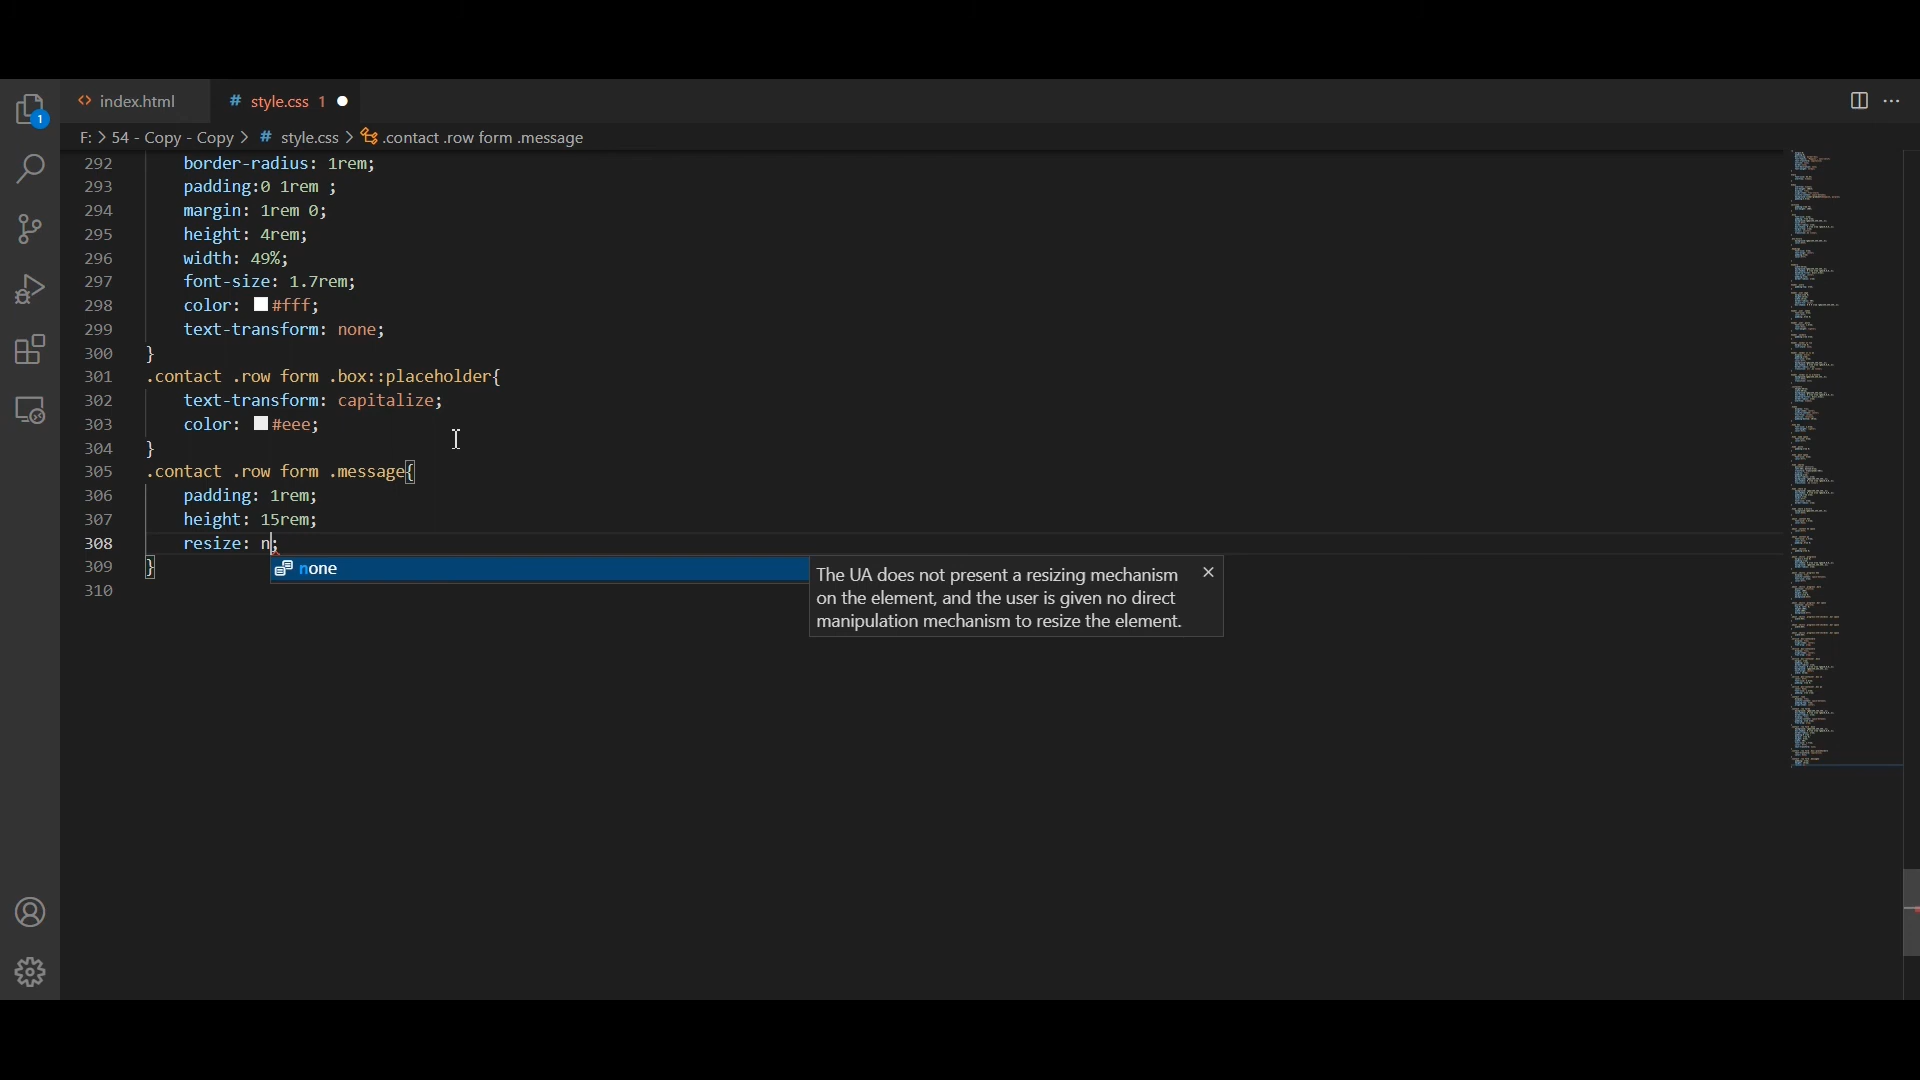 index.html
# style.css 1
F: > 54 - Copy - Copy > # style.css > .contact .row form .message
1
292 border-radius: 1rem;
293 padding:0 1rem ;
294 margin: 1rem 0;
295 height: 4rem;
296 width: 49%;
297 font-size: 1.7rem;
298 color: #fff;
299 text-transform: none;
300 }
301 .contact .row form .box::placeholder{
302 text-transform: capitalize;
303 color: #eee;
304 }
305 .contact .row form .message{
306 padding: 1rem;
307 height: 15rem;
308 resize: n;
309 }
310
none
The UA does not present a resizing mechanism
on the element, and the user is given no direct
manipulation mechanism to resize the element.